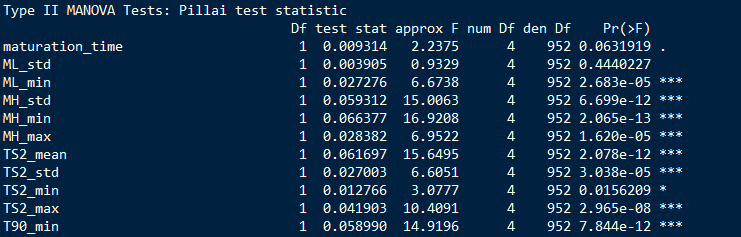 Type II MANOVA Tests: Pillai test statistic
Df test stat approx F num Df den Df Pr(>F)
maturation_time 1 0.009314 2.2375 4 952 0.0631919 .
ML_std 1 0.003905 0.9329 4 952 0.4440227
ML_min 1 0.027276 6.6738 4 952 2.683e-05 ***
MH_std 1 0.059312 15.0063 4 952 6.699e-12 ***
MH_min 1 0.066377 16.9208 4 952 2.065e-13 ***
MH_max 1 0.028382 6.9522 4 952 1.620e-05 ***
TS2_mean 1 0.061697 15.6495 4 952 2.078e-12 ***
TS2_std 1 0.027003 6.6051 4 952 3.038e-05 ***
TS2_min 1 0.012766 3.0777 4 952 0.0156209 *
TS2_max 1 0.041903 10.4091 4 952 2.965e-08 ***
T90_min 1 0.058990 14.9196 4 952 7.844e-12 ***